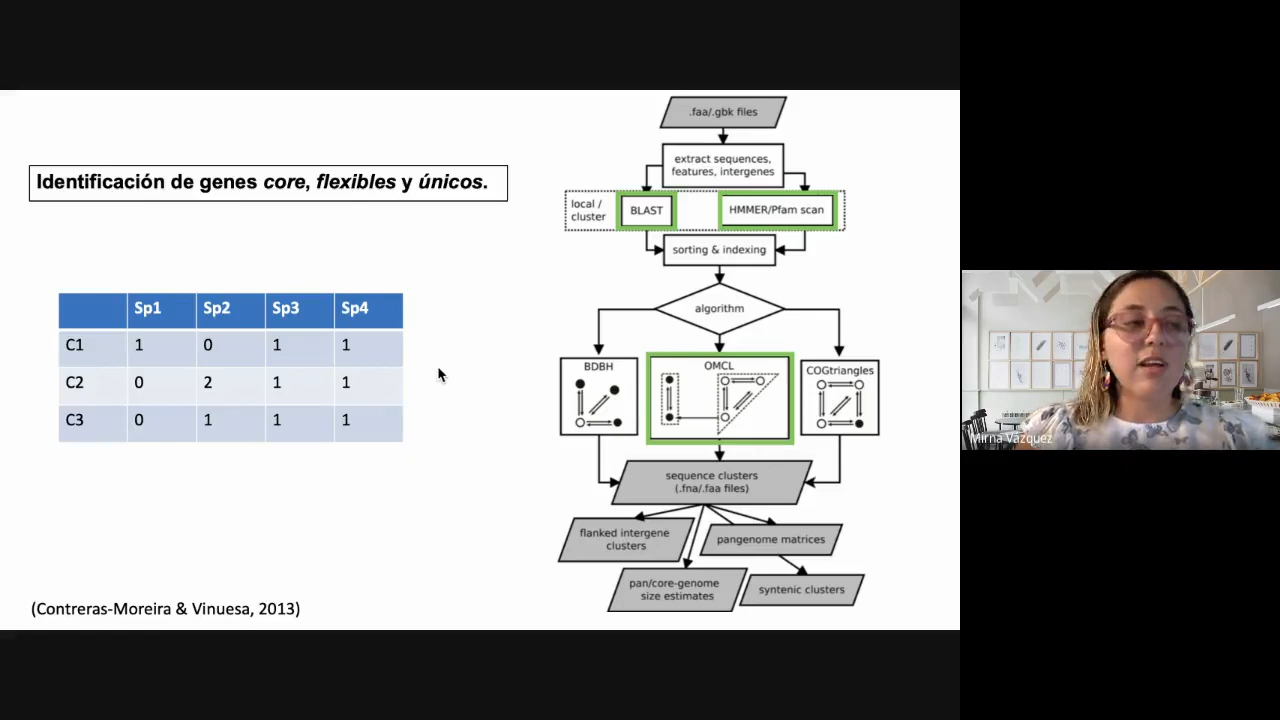 Identificación de genes core, flexibles y únicos.
Sp1 Sp2 Sp3 Sp4
C1 1 0 1 1
C2 0 2 1 1
C3 0 1 1 1
(Contreras-Moreira & Vinuesa, 2013)
.faa/.gbk files
extract sequences,
features, intergenes
local /
cluster
BLAST
HMMER/Pfam scan
sorting & indexing
algorithm
BDBH
OMCL
COGtriangles
sequence clusters
(.fna/.faa files)
flanked intergene
clusters
pangenome matrices
pan/core-genome
size estimates
syntenic clusters
Mirna Vázquez